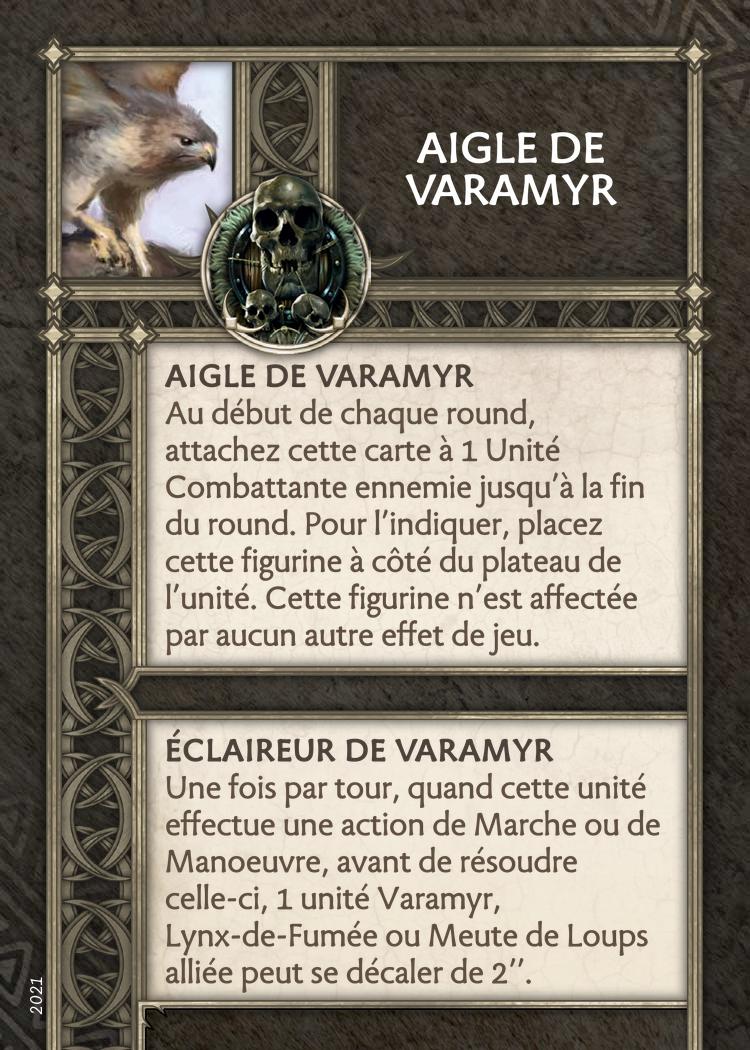 AIGLE DE
VARAMYR
AIGLE DE VARAMYR
Au début de chaque round,
attachez cette carte à 1 Unité
Combattante ennemie jusqu'à la fin
du round. Pour l'indiquer, placez
cette figurine à côté du plateau de
l'unité. Cette figurine n'est affectée
par aucun autre effet de jeu.
ÉCLAIREUR DE VARAMYR
Une fois par tour, quand cette unité
effectue une action de Marche ou de
Manoeuvre, avant de résoudre
celle-ci, 1 unité Varamyr,
Lynx-de-Fumée ou Meute de Loups
alliée peut se décaler de 2’’.
2021